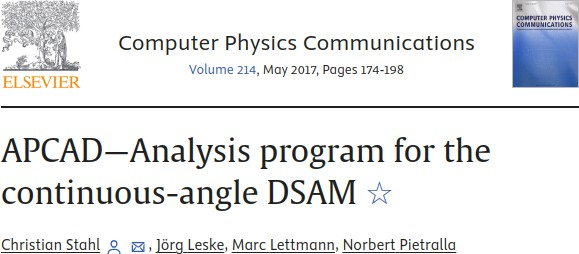 ELSEVIER
Computer Physics Communications
Volume 214, May 2017, Pages 174-198
COMPUTER PHYSICS
COMMUNICATIONS
APCAD—Analysis program for the
continuous-angle DSAM ☆
Christian Stahl, Jörg Leske, Marc Lettmann, Norbert Pietralla